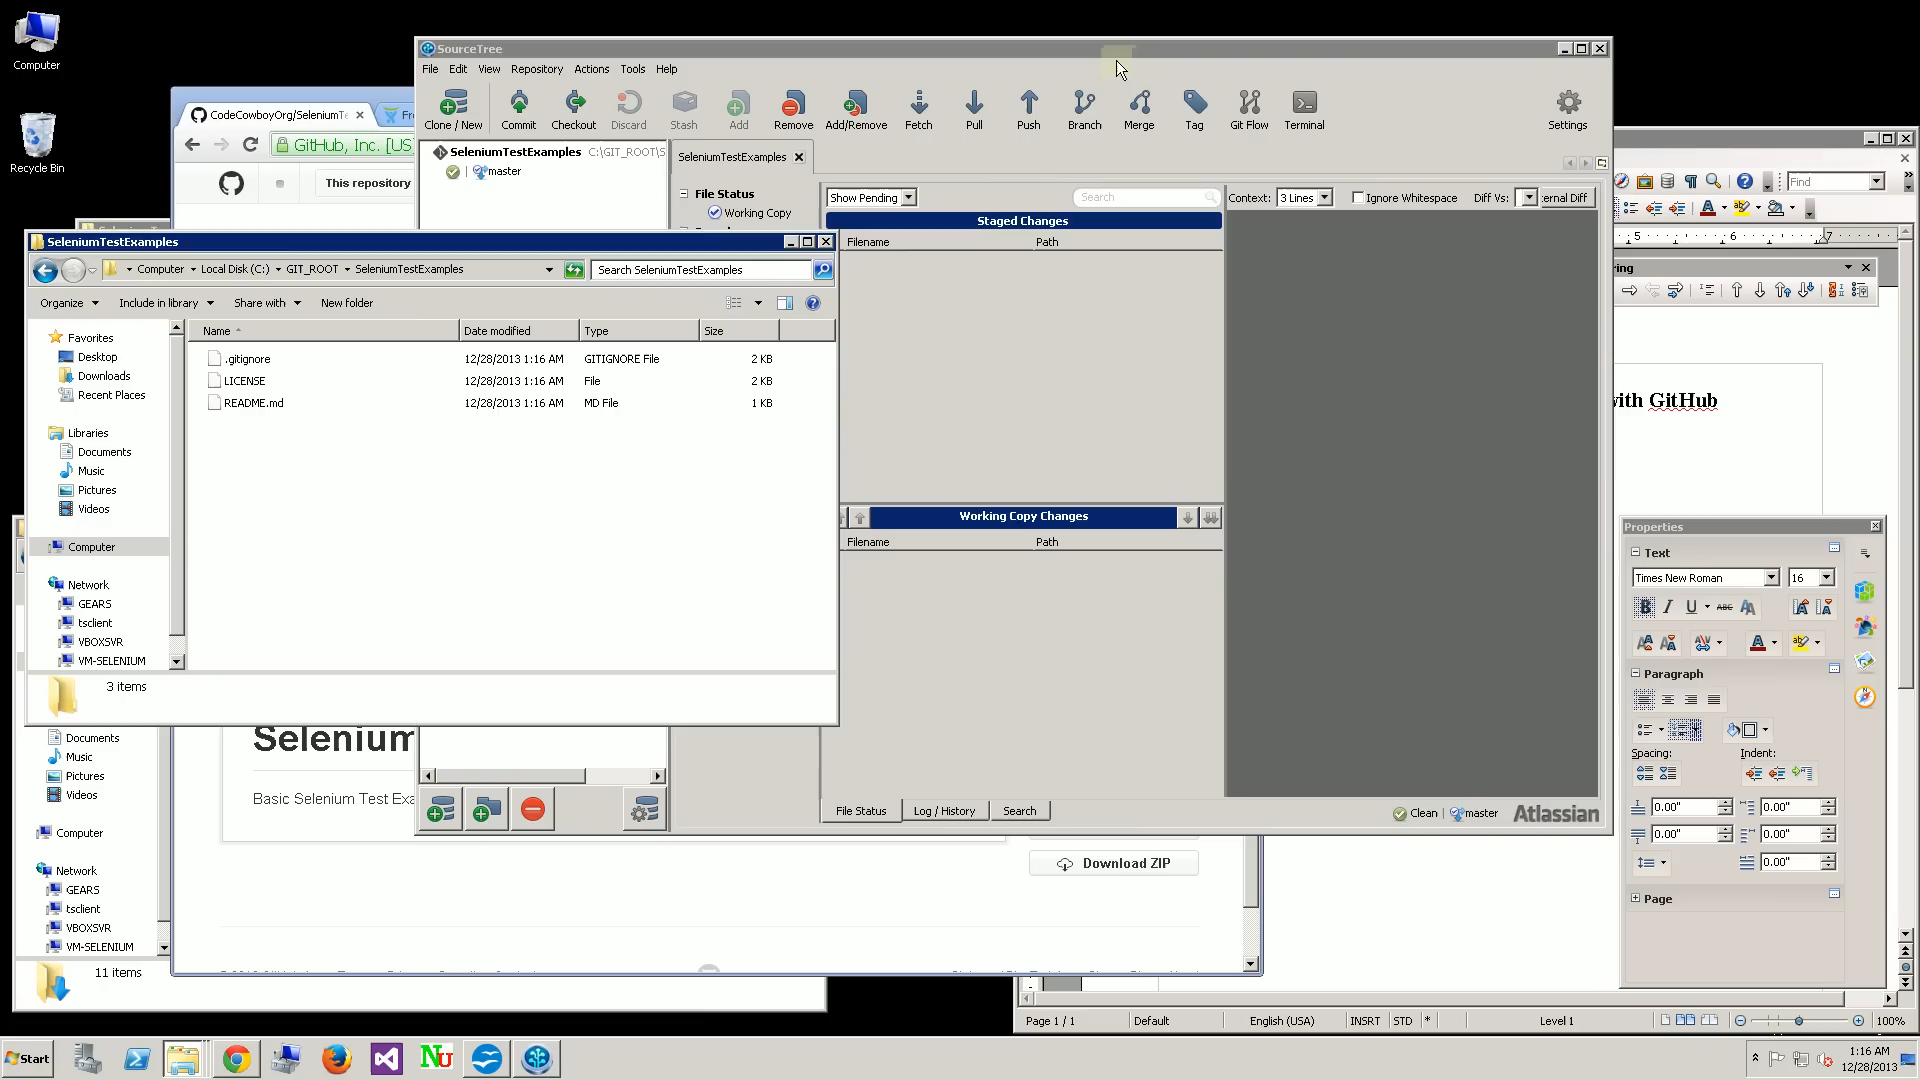 Computer
Recycle Bin
SourceTree
File Edit View Repository Actions Tools Help
Clone / New Commit Checkout Discard Stash Add Remove Add/Remove Fetch Pull Push Branch Merge Tag Git Flow Terminal Settings
CodeCowboyOrg/SeleniumTe
GitHub, Inc. [US]
This repository
SeleniumTestExamples C:\GIT_ROOT\S
master
SeleniumTestExamples
File Status
Working Copy
Show Pending
Search
Context: 3 Lines Ignore Whitespace Diff Vs: ernal Diff
Staged Changes
Filename Path
Working Copy Changes
Filename Path
File Status Log / History Search
Clean master Atlassian
SeleniumTestExamples
Computer Local Disk (C:) GIT_ROOT SeleniumTestExamples
Search SeleniumTestExamples
Organize Include in library Share with New folder
Name Date modified Type Size
.gitignore 12/28/2013 1:16 AM GITIGNORE File 2 KB
LICENSE 12/28/2013 1:16 AM File 2 KB
README.md 12/28/2013 1:16 AM MD File 1 KB
Favorites
Desktop
Downloads
Recent Places
Libraries
Documents
Music
Pictures
Videos
Computer
Network
GEARS
tsclient
VBOXSVR
VM-SELENIUM
3 items
Documents
Music
Pictures
Videos
Computer
Network
GEARS
tsclient
VBOXSVR
VM-SELENIUM
11 items
Selenium
Basic Selenium Test Exa
Download ZIP
Find
5 6 7
ring
with GitHub
Properties
Text
Times New Roman 16
Paragraph
Spacing: Indent:
0.00" 0.00"
0.00" 0.00"
0.00"
Page
Page 1 / 1 Default English (USA) INSRT STD * Level 1 100%
Start
1:16 AM
12/28/2013